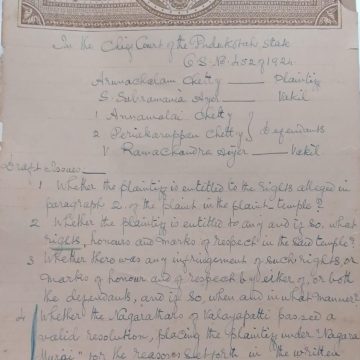 In the Chief Court of the Pudukotah State
O.S. No. 452 of 1924.
Arunachalam Chetty — Plaintiff
S. Subramania Aiyer — Vakil
1 Annamalai Chetty
2 Perickaruppen Chetty } Defendants
V Ramachandra Aiyer — Vakil
Draft Issues —
1 Whether the plaintiff is entitled to the rights alleged in
paragraph 2. of the plaint in the plaint-temple?
2 Whether the plaintiff is entitled to any and if so, what
rights, honours and marks of respect in the said temple?
3 Whether there was any infringement of such rights or
marks of honour and of respect by either of, or both
the defendants, and if so, when and in what manner?
4 Whether the Nagarathars of Valayapatti passed a
valid resolution, placing the plaintiff under "Nagara
Murai" for the reasons set forth in the written